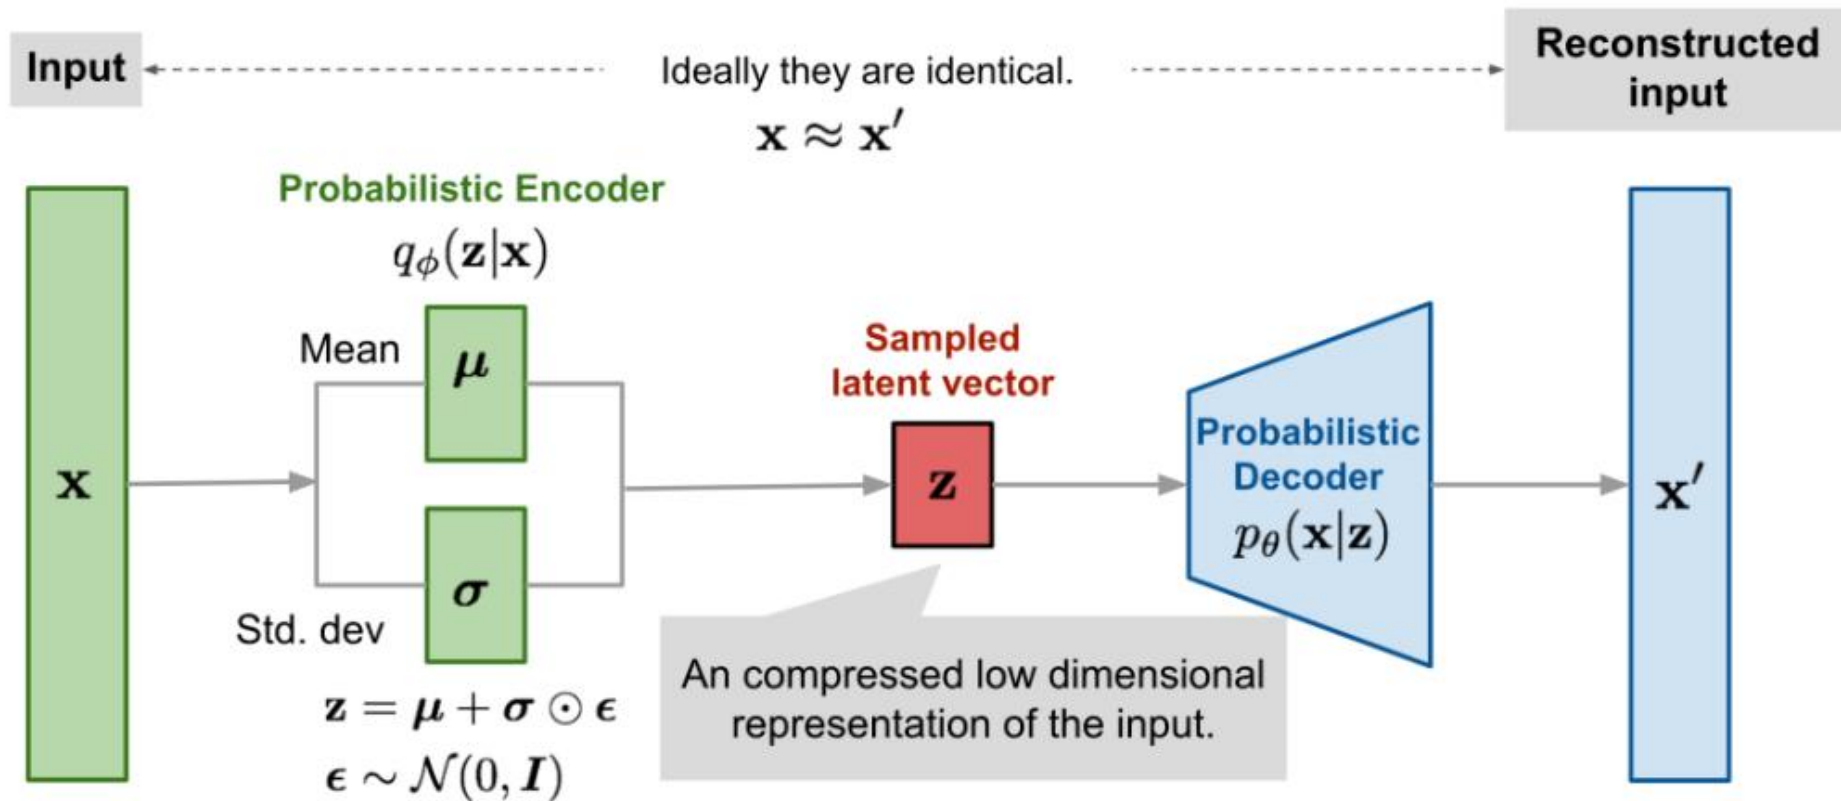 Input
Ideally they are identical.
x ≈ x′
Reconstructed
input
Probabilistic Encoder
qϕ(z|x)
Mean
μ
x
σ
Std. dev
z = μ + σ ⊙ ϵ
ϵ ∼ 𝒩(0, I)
Sampled
latent vector
z
An compressed low dimensional
representation of the input.
Probabilistic
Decoder
pθ(x|z)
x′